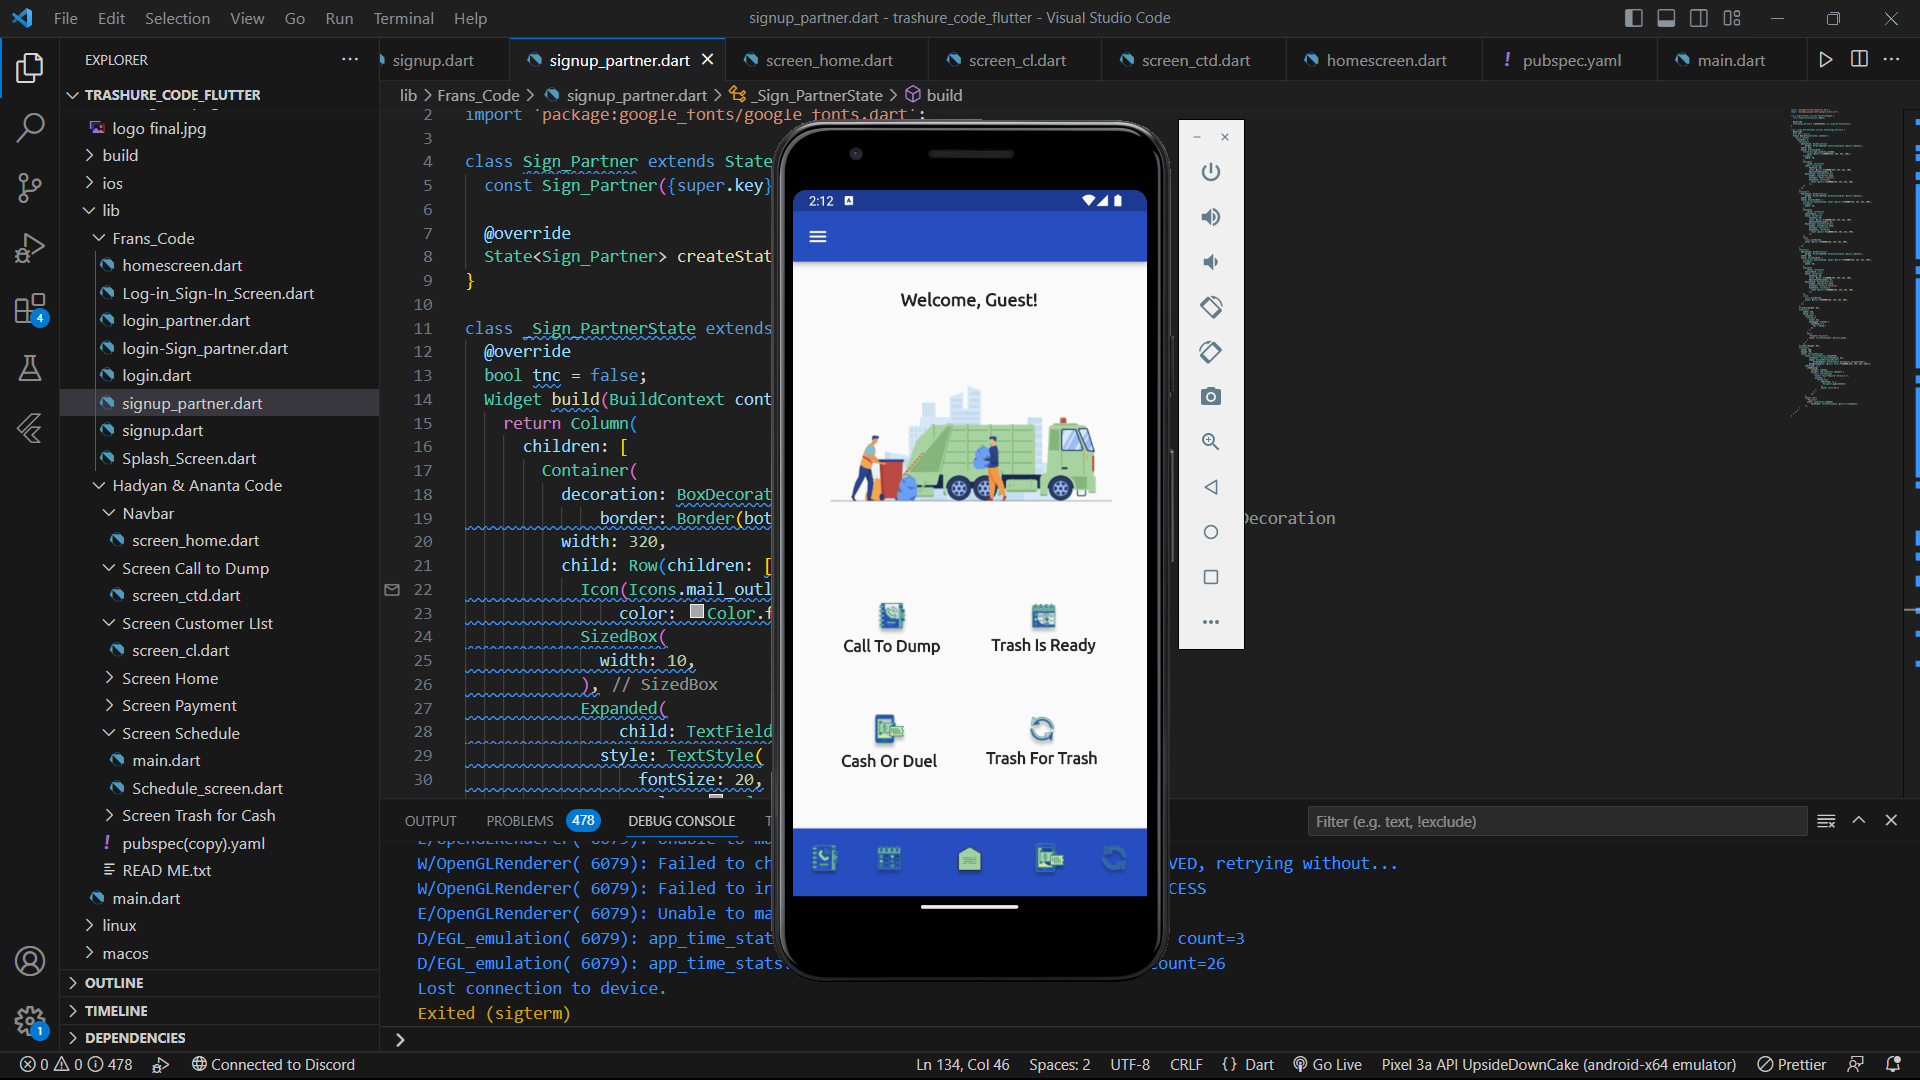 File Edit Selection View Go Run Terminal Help
signup_partner.dart - trashure_code_flutter - Visual Studio Code
EXPLORER
signup.dart
signup_partner.dart
screen_home.dart
screen_cl.dart
screen_ctd.dart
homescreen.dart
! pubspec.yaml
main.dart
lib > Frans_Code > signup_partner.dart > _Sign_PartnerState > build
TRASHURE_CODE_FLUTTER
logo final.jpg
build
ios
lib
Frans_Code
homescreen.dart
Log-in_Sign-In_Screen.dart
login_partner.dart
login-Sign_partner.dart
login.dart
signup_partner.dart
signup.dart
Splash_Screen.dart
Hadyan & Ananta Code
Navbar
screen_home.dart
Screen Call to Dump
screen_ctd.dart
Screen Customer LIst
screen_cl.dart
Screen Home
Screen Payment
Screen Schedule
main.dart
Schedule_screen.dart
Screen Trash for Cash
! pubspec(copy).yaml
READ ME.txt
main.dart
linux
macos
OUTLINE
TIMELINE
DEPENDENCIES
4
1
2 import 'package:google_fonts/google_fonts.dart';
3
4 class Sign_Partner extends State
5 const Sign_Partner({super.key}
6
7 @override
8 State<Sign_Partner> createStat
9 }
10
11 class _Sign_PartnerState extends
12 @override
13 bool tnc = false;
14 Widget build(BuildContext cont
15 return Column(
16 children: [
17 Container(
18 decoration: BoxDecorat
19 border: Border(bot
Decoration
20 width: 320,
21 child: Row(children: [
22 Icon(Icons.mail_outl
23 color: Color.f
24 SizedBox(
25 width: 10,
26 ), // SizedBox
27 Expanded(
28 child: TextField
29 style: TextStyle(
30 fontSize: 20,
2:12
Welcome, Guest!
Call To Dump
Trash Is Ready
Cash Or Duel
Trash For Trash
OUTPUT PROBLEMS 478 DEBUG CONSOLE T
Filter (e.g. text, !exclude)
E/OpenGLRenderer( 6079): Unable to ma
W/OpenGLRenderer( 6079): Failed to ch VED, retrying without...
W/OpenGLRenderer( 6079): Failed to in CESS
E/OpenGLRenderer( 6079): Unable to ma
D/EGL_emulation( 6079): app_time_stat count=3
D/EGL_emulation( 6079): app_time_stats: ount=26
Lost connection to device.
Exited (sigterm)
0 0 478
Connected to Discord
Ln 134, Col 46
Spaces: 2
UTF-8
CRLF
{} Dart
Go Live
Pixel 3a API UpsideDownCake (android-x64 emulator)
Prettier